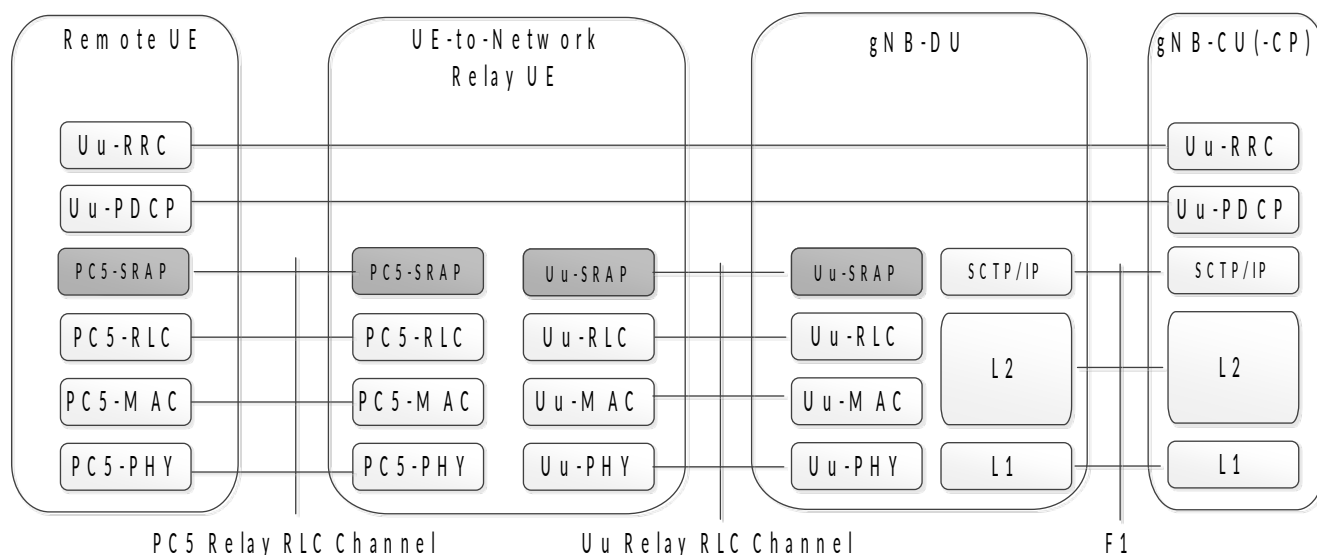 Remote UE
UE-to-Network
Relay UE
gNB-DU
gNB-CU(-CP)
Uu-RRC
Uu-RRC
Uu-PDCP
Uu-PDCP
PC5-SRAP
PC5-SRAP
Uu-SRAP
Uu-SRAP
SCTP/IP
SCTP/IP
PC5-RLC
PC5-RLC
Uu-RLC
Uu-RLC
L2
L2
PC5-MAC
PC5-MAC
Uu-MAC
Uu-MAC
PC5-PHY
PC5-PHY
Uu-PHY
Uu-PHY
L1
L1
PC5 Relay RLC Channel
Uu Relay RLC Channel
F1